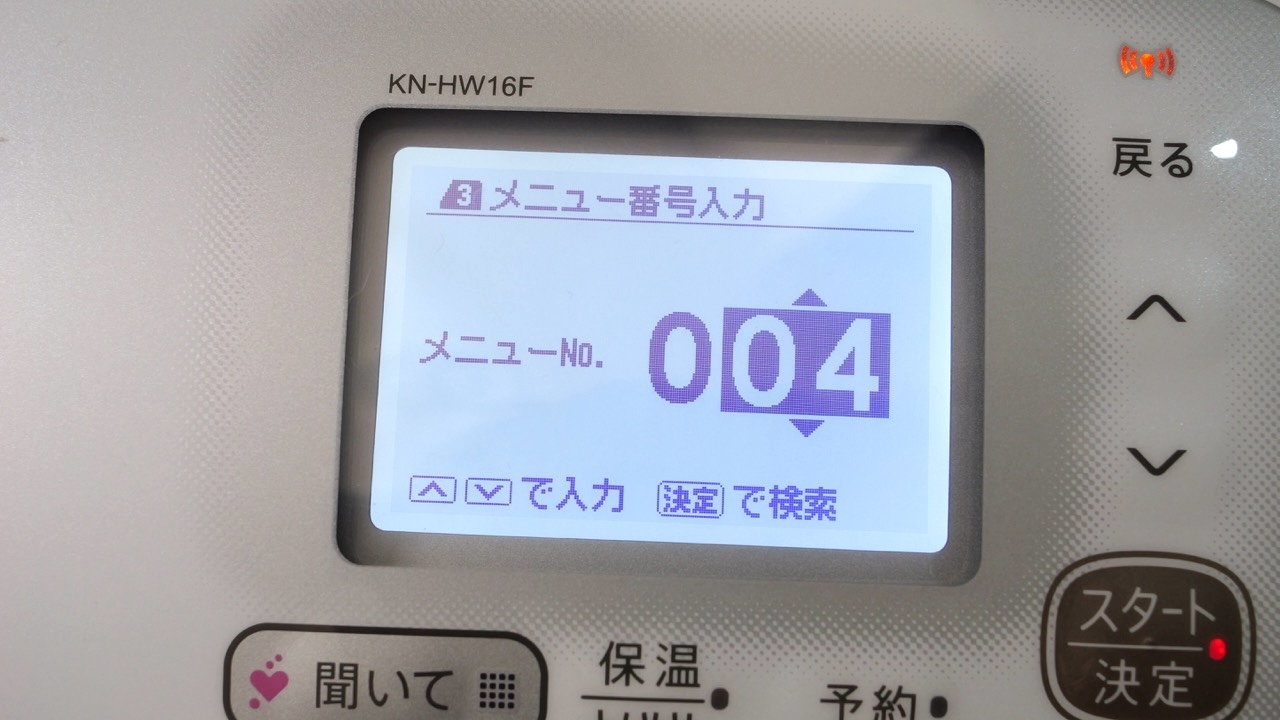 KN-HW16F
戻る
3 メニュー番号入力
メニューNo. 004
で入力 決定 で検索
スタート
決定
聞いて
保温
予約